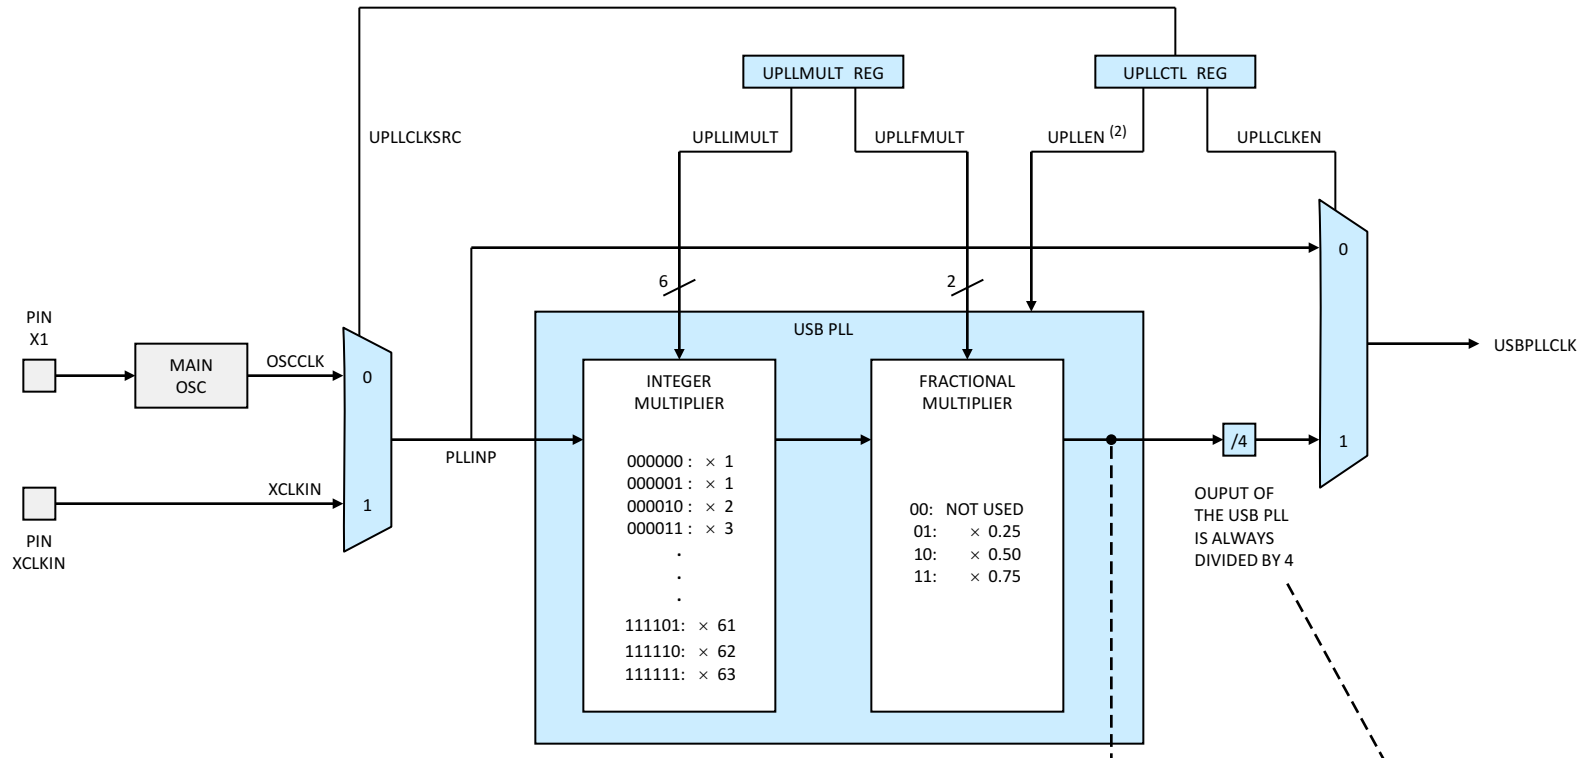 UPLLMULT REG
UPLLCTL REG
UPLLCLKSRC
UPLLIMULT
UPLLFMULT
UPLLEN (2)
UPLLCLKEN
0
6
2
PIN
X1
USB PLL
USBPLLCLK
MAIN
OSC
OSCCLK
0
INTEGER
MULTIPLIER
FRACTIONAL
MULTIPLIER
PLLINP
/4
1
000000 : × 1
000001 : × 1
000010 : × 2
000011 : × 3
.
.
.
111101: × 61
111110: × 62
111111: × 63
00: NOT USED
01: × 0.25
10: × 0.50
11: × 0.75
XCLKIN
1
PIN
XCLKIN
OUPUT OF
THE USB PLL
IS ALWAYS
DIVIDED BY 4